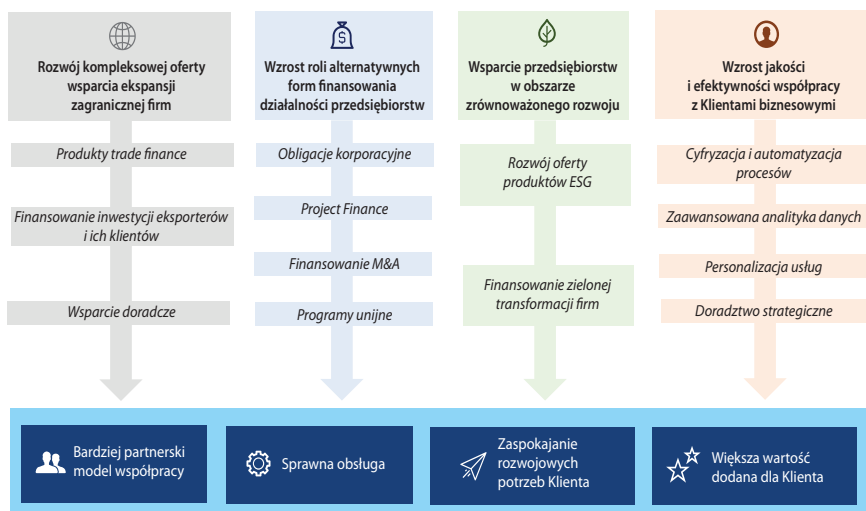 Rozwój kompleksowej oferty
wsparcia ekspansji
zagranicznej firm
Produkty trade finance
Finansowanie inwestycji eksporterów
i ich klientów
Wsparcie doradcze
Wzrost roli alternatywnych
form finansowania
działalności przedsiębiorstw
Obligacje korporacyjne
Project Finance
Finansowanie M&A
Programy unijne
Wsparcie przedsiębiorstw
w obszarze
zrównoważonego rozwoju
Rozwój oferty
produktów ESG
Finansowanie zielonej
transformacji firm
Wzrost jakości
i efektywności współpracy
z Klientami biznesowymi
Cyfryzacja i automatyzacja
procesów
Zaawansowana analityka danych
Personalizacja usług
Doradztwo strategiczne
Bardziej partnerski
model współpracy
Sprawna obsługa
Zaspokajanie
rozwojowych
potrzeb Klienta
Większa wartość
dodana dla Klienta